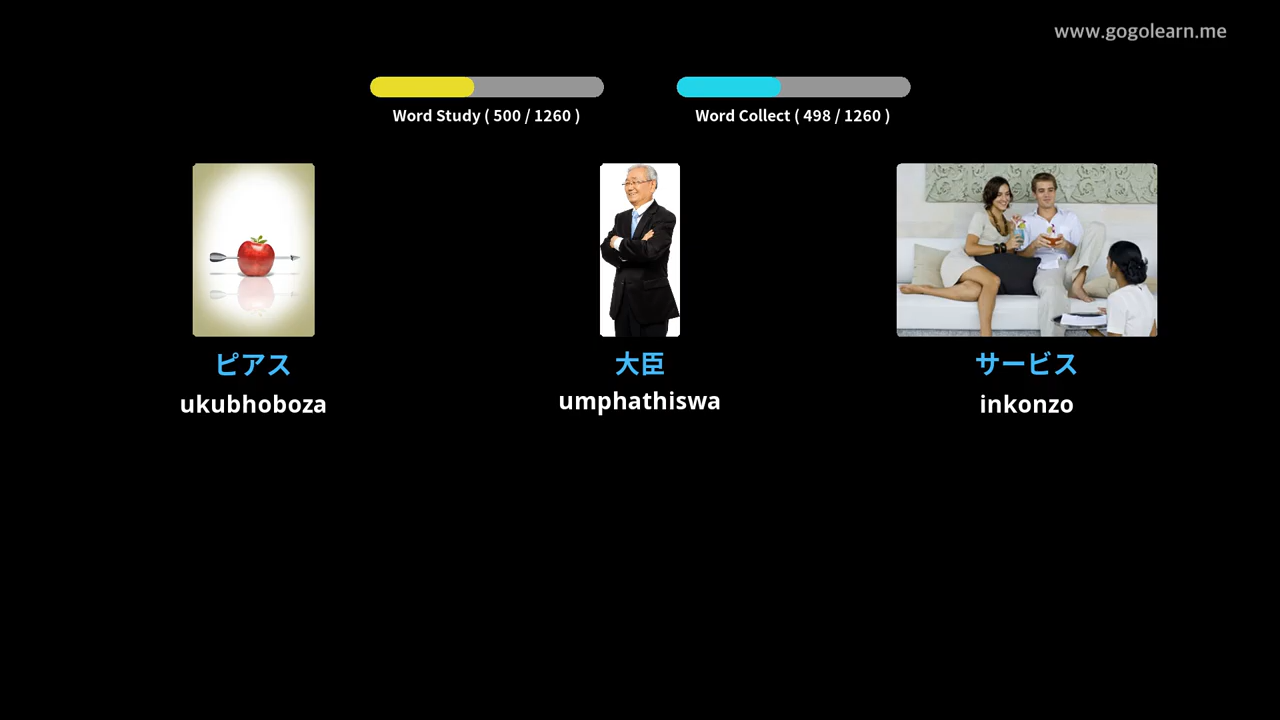 www.gogolearn.me
Word Study ( 500 / 1260 )
Word Collect ( 498 / 1260 )
ピアス
大臣
サービス
ukubhoboza
umphathiswa
inkonzo